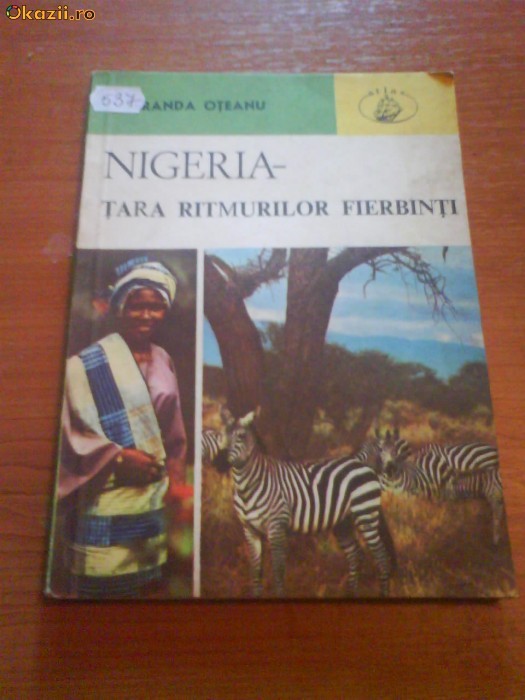 Okazii.ro
537
RANDA OȚEANU
atlas
NIGERIA-
ȚARA RITMURILOR FIERBINȚI